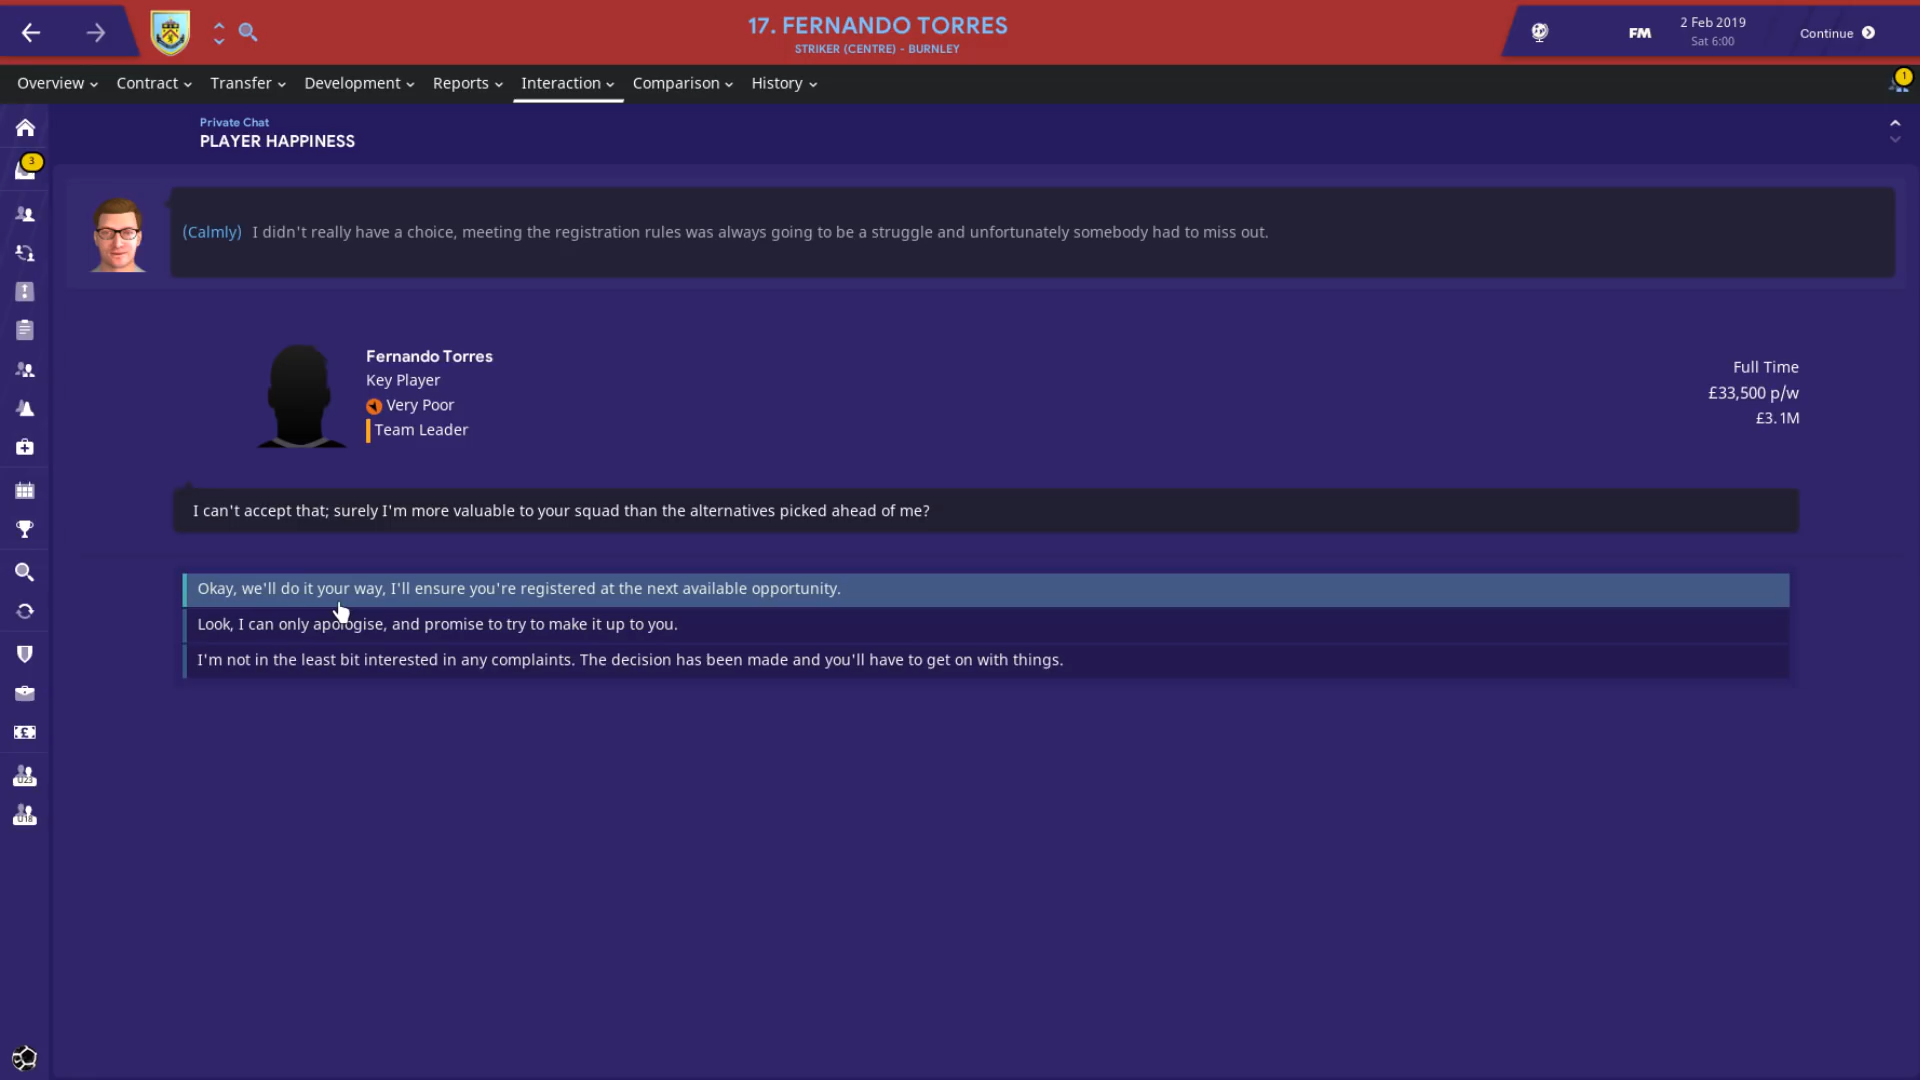 17. FERNANDO TORRES
STRIKER (CENTRE) - BURNLEY
FM
2 Feb 2019
Sat 6:00
Continue
Overview
Contract
Transfer
Development
Reports
Interaction
Comparison
History
1
Private Chat
PLAYER HAPPINESS
3
(Calmly) I didn't really have a choice, meeting the registration rules was always going to be a struggle and unfortunately somebody had to miss out.
Fernando Torres
Key Player
Very Poor
Team Leader
Full Time
£33,500 p/w
£3.1M
I can't accept that; surely I'm more valuable to your squad than the alternatives picked ahead of me?
Okay, we'll do it your way, I'll ensure you're registered at the next available opportunity.
Look, I can only apologise, and promise to try to make it up to you.
I'm not in the least bit interested in any complaints. The decision has been made and you'll have to get on with things.
£
U23
U18